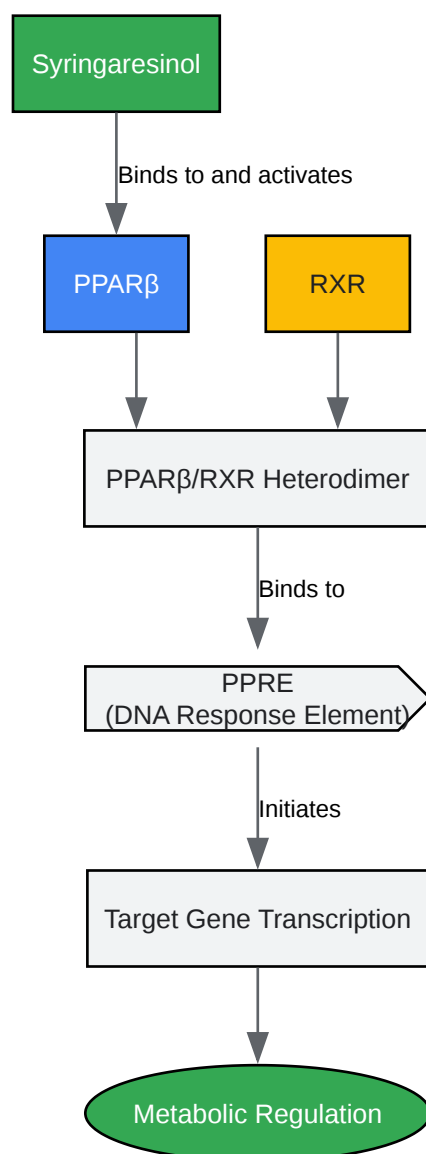 Syringaresinol
Binds to and activates
PPARβ
RXR
PPARβ/RXR Heterodimer
Binds to
PPRE
(DNA Response Element)
Initiates
Target Gene Transcription
Metabolic Regulation